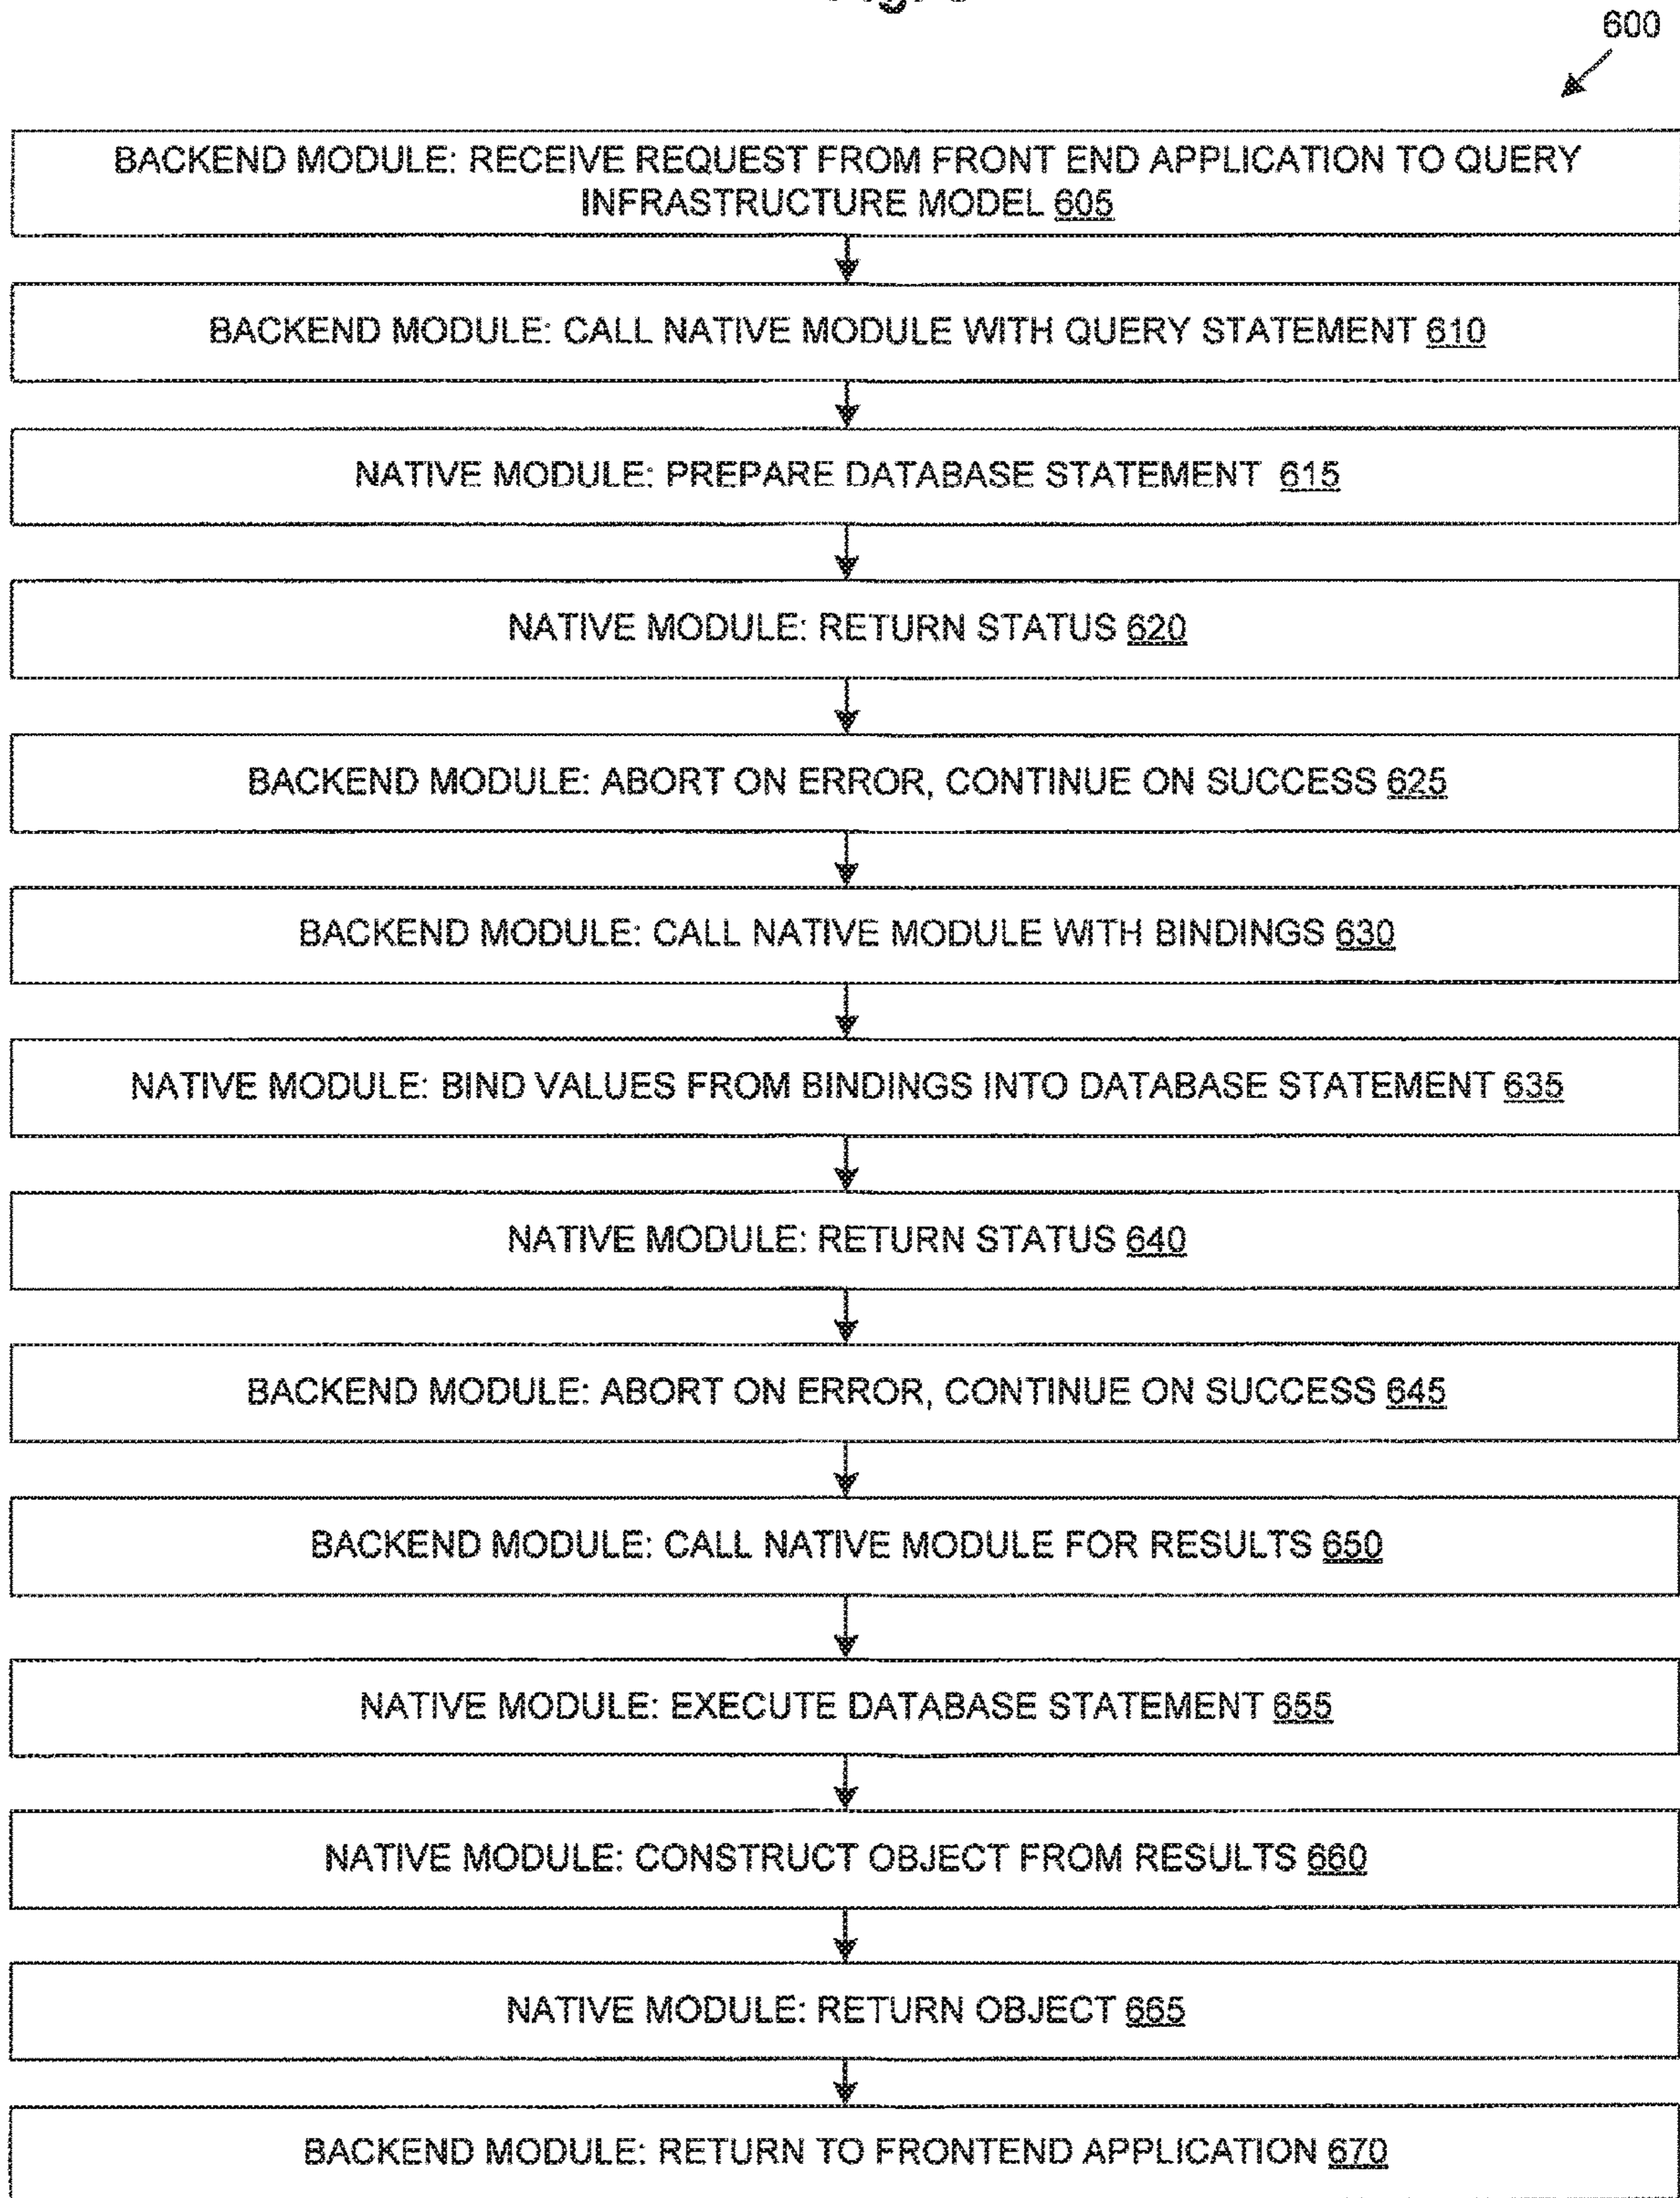 600
BACKEND MODULE: RECEIVE REQUEST FROM FRONT END APPLICATION TO QUERY
INFRASTRUCTURE MODEL 605
BACKEND MODULE: CALL NATIVE MODULE WITH QUERY STATEMENT 610
NATIVE MODULE: PREPARE DATABASE STATEMENT 615
NATIVE MODULE: RETURN STATUS 620
BACKEND MODULE: ABORT ON ERROR, CONTINUE ON SUCCESS 625
BACKEND MODULE: CALL NATIVE MODULE WITH BINDINGS 630
NATIVE MODULE: BIND VALUES FROM BINDINGS INTO DATABASE STATEMENT 635
NATIVE MODULE: RETURN STATUS 640
BACKEND MODULE: ABORT ON ERROR, CONTINUE ON SUCCESS 645
BACKEND MODULE: CALL NATIVE MODULE FOR RESULTS 650
NATIVE MODULE: EXECUTE DATABASE STATEMENT 655
NATIVE MODULE: CONSTRUCT OBJECT FROM RESULTS 660
NATIVE MODULE: RETURN OBJECT 665
BACKEND MODULE: RETURN TO FRONTEND APPLICATION 670